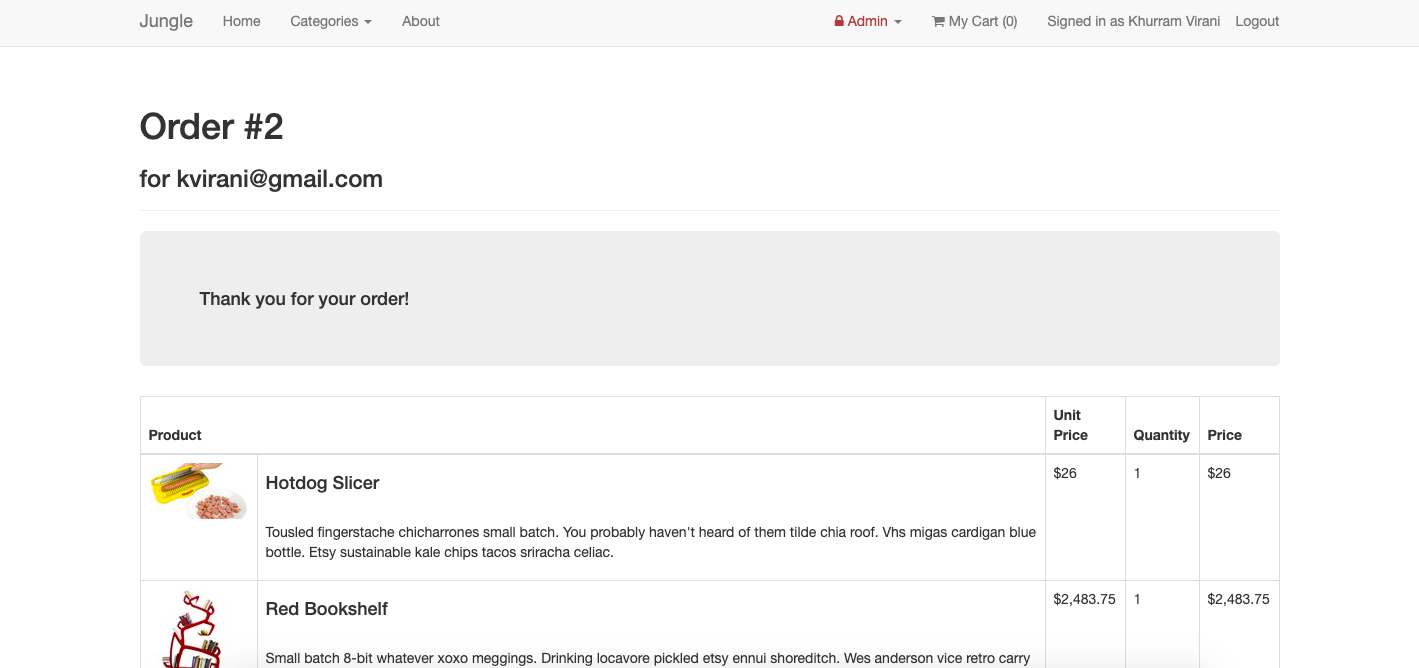 Jungle Home Categories About Admin My Cart (0) Signed in as Khurram Virani Logout
Order #2
for kvirani@gmail.com
Thank you for your order!
Product Unit Price Quantity Price
Hotdog Slicer $26 1 $26
Tousled fingerstache chicharrones small batch. You probably haven't heard of them tilde chia roof. Vhs migas cardigan blue
bottle. Etsy sustainable kale chips tacos sriracha celiac.
Red Bookshelf $2,483.75 1 $2,483.75
Small batch 8-bit whatever xoxo meggings. Drinking locavore pickled etsy ennui shoreditch. Wes anderson vice retro carry